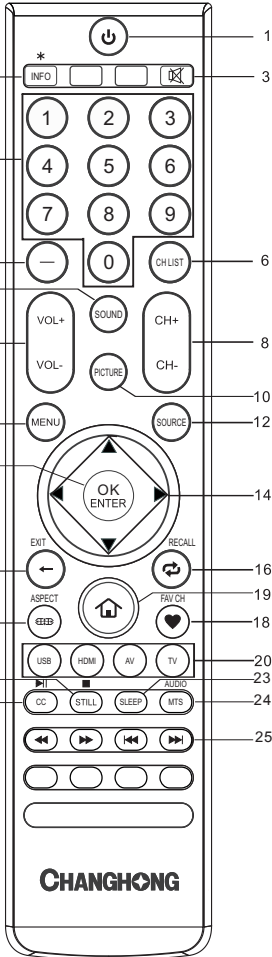 1
*
INFO
3
1 2 3
4 5 6
7 8 9
— 0 CH LIST 6
VOL+ SOUND CH+
8
VOL- PICTURE CH-
10
MENU SOURCE 12
OK
ENTER
14
EXIT RECALL
16
ASPECT FAV CH 19
18
USB HDMI AV TV 20
23
AUDIO
CC STILL SLEEP MTS 24
25
CHANGHONG